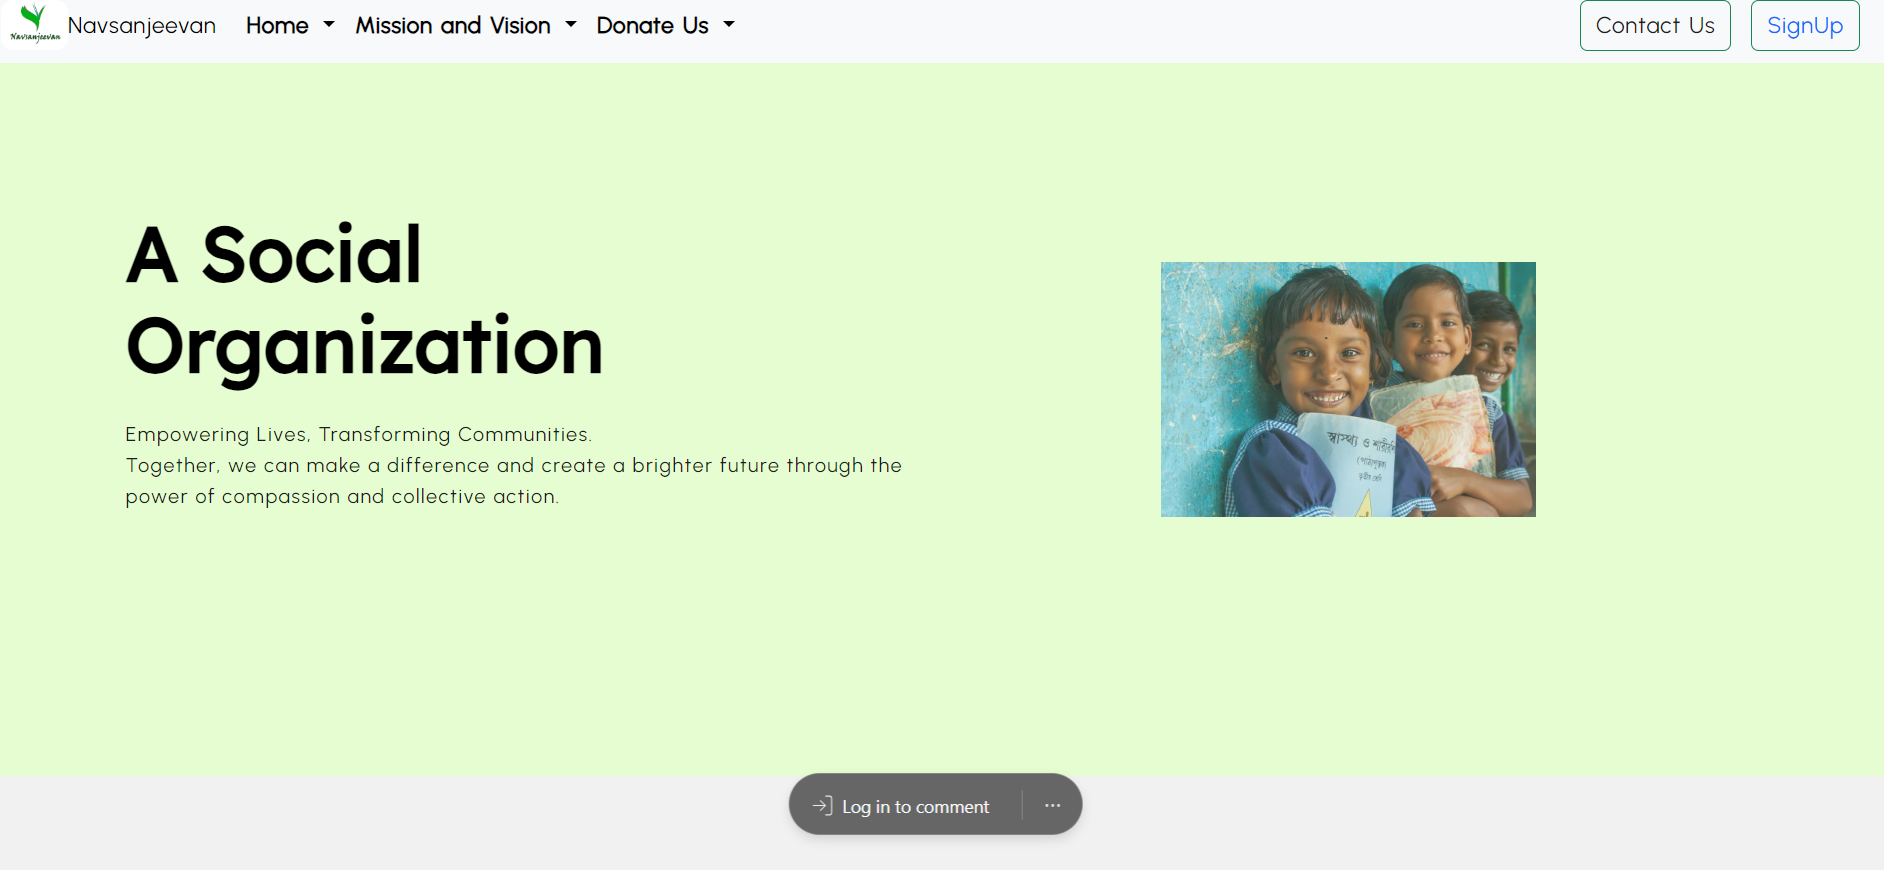 Navsanjeevan
Navsanjeevan
Home
Mission and Vision
Donate Us
Contact Us
SignUp
A Social
Organization
Empowering Lives, Transforming Communities.
Together, we can make a difference and create a brighter future through the
power of compassion and collective action.
স্বাস্থ্য ও শারীরি
(পাঠ্যপুস্তক)
তৃতীয় শ্রেণি
Log in to comment